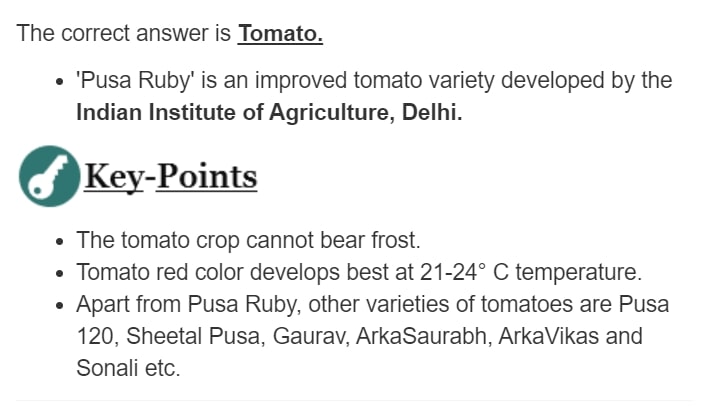 The correct answer is Tomato.
'Pusa Ruby' is an improved tomato variety developed by the
Indian Institute of Agriculture, Delhi.
Key-Points
The tomato crop cannot bear frost.
Tomato red color develops best at 21-24° C temperature.
Apart from Pusa Ruby, other varieties of tomatoes are Pusa
120, Sheetal Pusa, Gaurav, ArkaSaurabh, ArkaVikas and
Sonali etc.